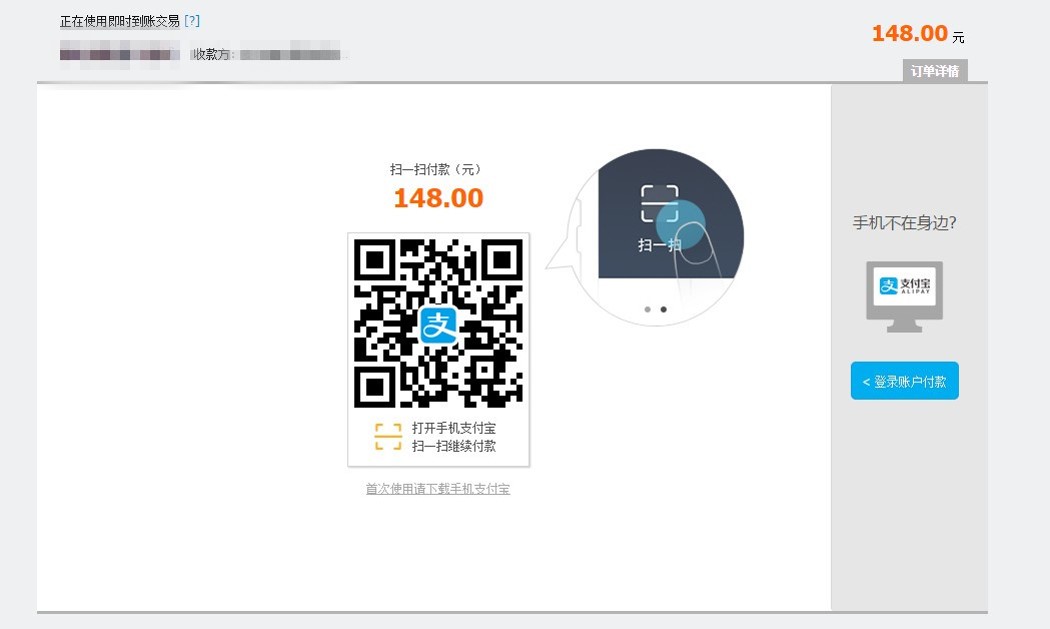 正在使用即时到账交易 [?]
收款方:
148.00 元
订单详情
扫一扫付款（元）
148.00
扫一扫
支
打开手机支付宝
扫一扫继续付款
首次使用请下载手机支付宝
手机不在身边?
支 支付宝
ALIPAY
< 登录账户付款